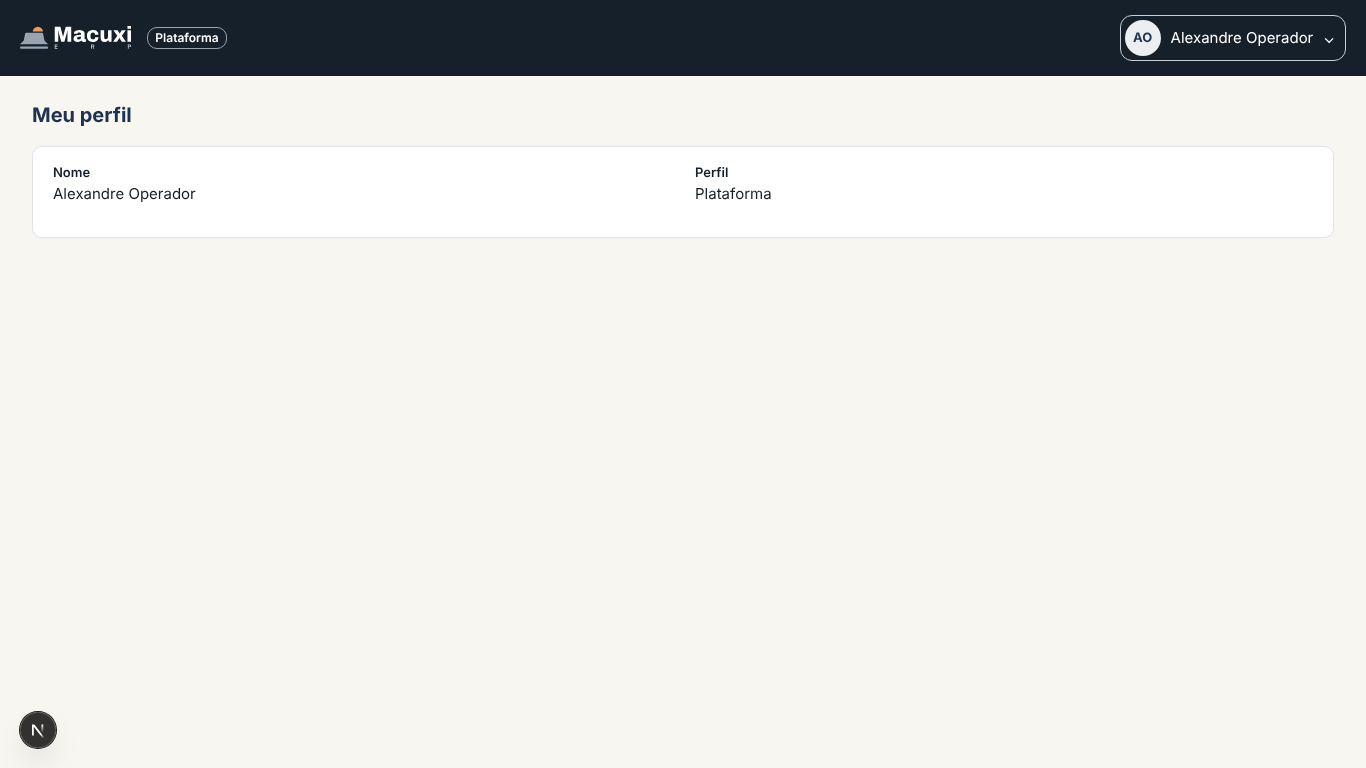 Macuxi
E R P
Plataforma
AO
Alexandre Operador
Meu perfil
Nome
Alexandre Operador
Perfil
Plataforma
N